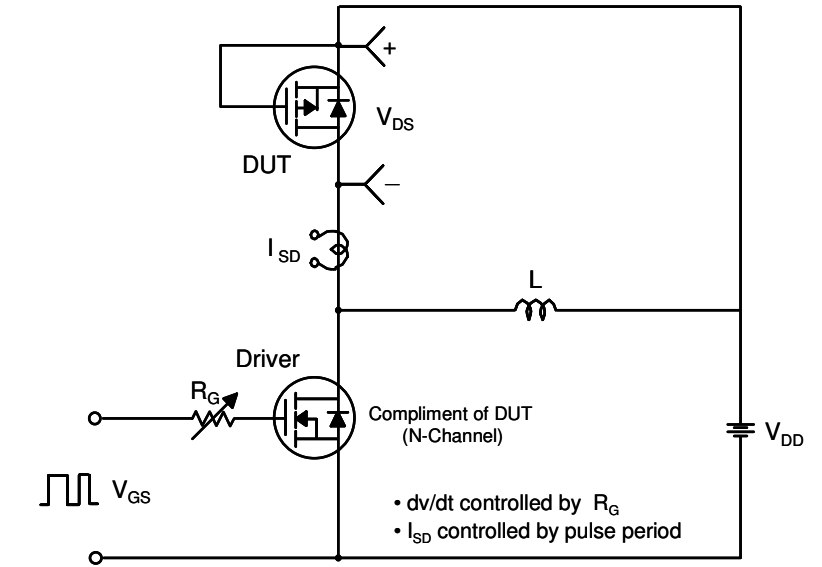 +
V_DS
DUT
–
I_SD
L
Driver
R_G
Compliment of DUT
(N-Channel)
V_DD
V_GS
• dv/dt controlled by R_G
• I_SD controlled by pulse period